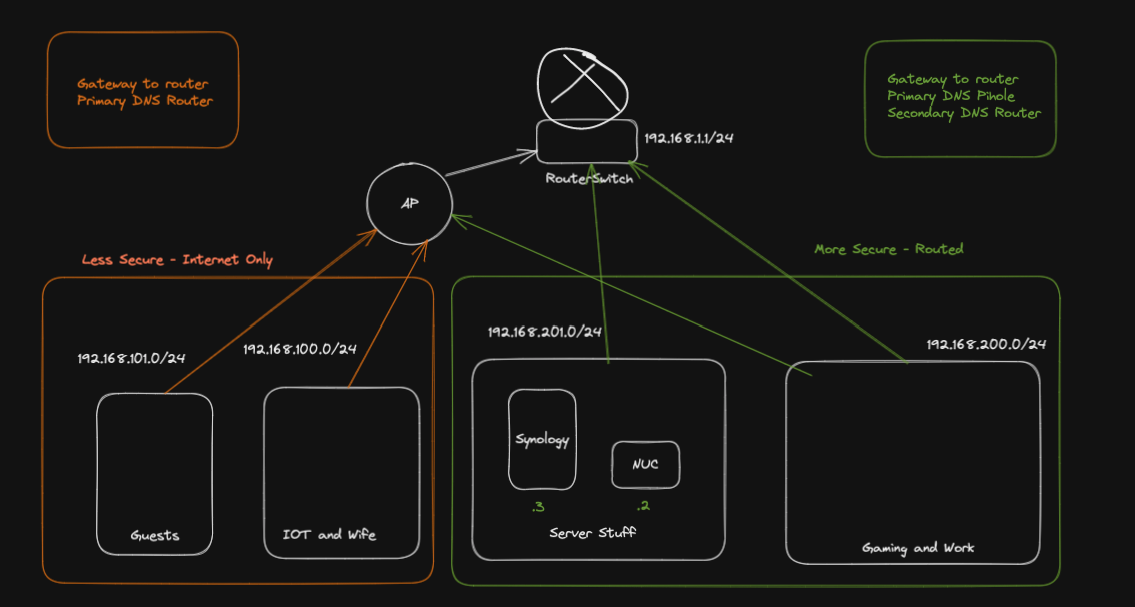 Gateway to router
Primary DNS Router
Gateway to router
Primary DNS Pihole
Secondary DNS Router
192.168.1.1/24
RouterSwitch
AP
Less Secure - Internet Only
More Secure - Routed
192.168.101.0/24
192.168.100.0/24
192.168.201.0/24
192.168.200.0/24
Synology
NUC
.3
.2
Guests
IOT and Wife
Server Stuff
Gaming and Work